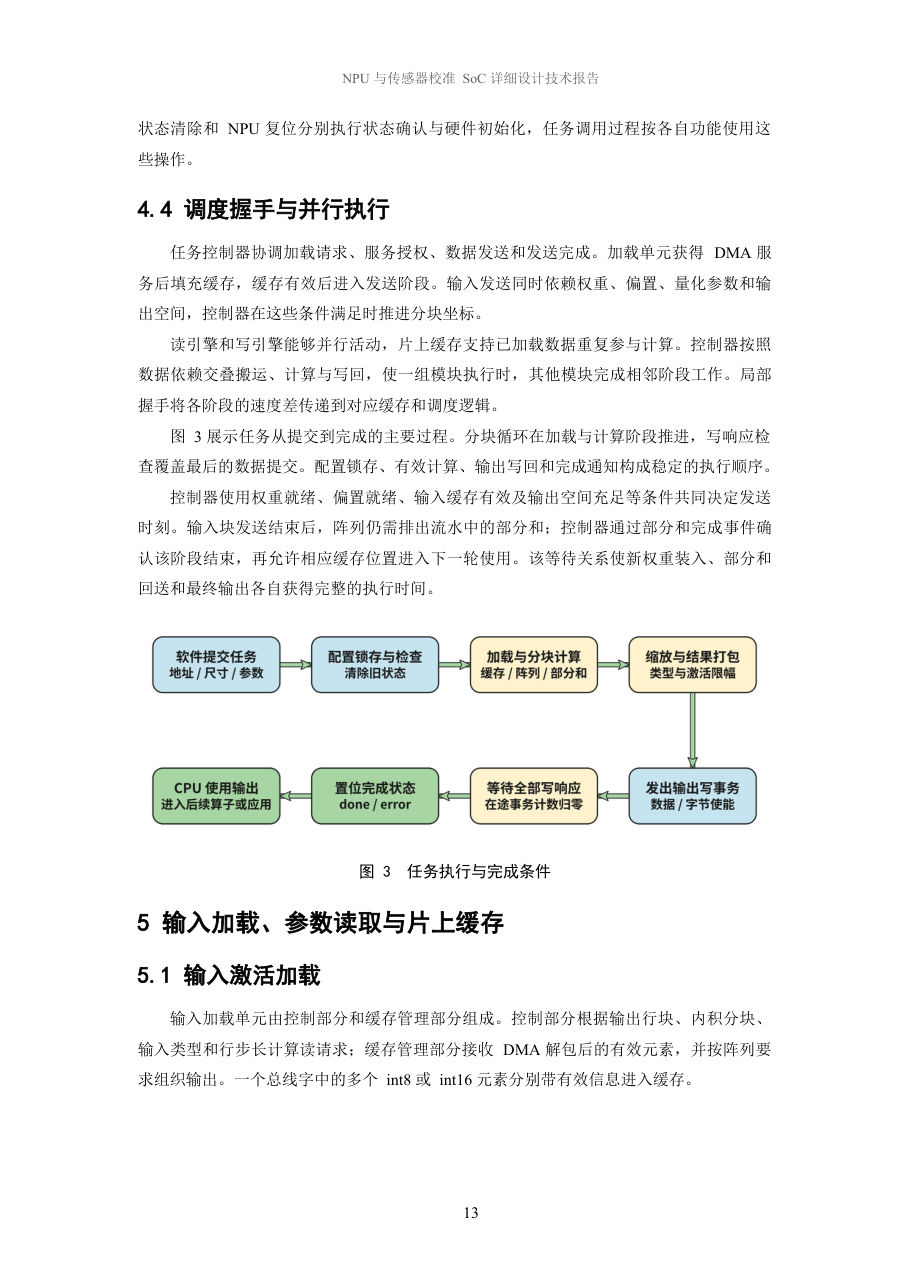 NPU 与传感器校准 SoC 详细设计技术报告
状态清除和 NPU 复位分别执行状态确认与硬件初始化，任务调用过程按各自功能使用这
些操作。
4.4 调度握手与并行执行
任务控制器协调加载请求、服务授权、数据发送和发送完成。加载单元获得 DMA 服
务后填充缓存，缓存有效后进入发送阶段。输入发送同时依赖权重、偏置、量化参数和输
出空间，控制器在这些条件满足时推进分块坐标。
读引擎和写引擎能够并行活动，片上缓存支持已加载数据重复参与计算。控制器按照
数据依赖交叠搬运、计算与写回，使一组模块执行时，其他模块完成相邻阶段工作。局部
握手将各阶段的速度差传递到对应缓存和调度逻辑。
图 3 展示任务从提交到完成的主要过程。分块循环在加载与计算阶段推进，写响应检
查覆盖最后的数据提交。配置锁存、有效计算、输出写回和完成通知构成稳定的执行顺序。
控制器使用权重就绪、偏置就绪、输入缓存有效及输出空间充足等条件共同决定发送
时刻。输入块发送结束后，阵列仍需排出流水中的部分和；控制器通过部分和完成事件确
认该阶段结束，再允许相应缓存位置进入下一轮使用。该等待关系使新权重装入、部分和
回送和最终输出各自获得完整的执行时间。
软件提交任务
地址 / 尺寸 / 参数
配置锁存与检查
清除旧状态
加载与分块计算
缓存 / 阵列 / 部分和
缩放与结果打包
类型与激活限幅
CPU 使用输出
进入后续算子或应用
置位完成状态
done / error
等待全部写响应
在途事务计数归零
发出输出写事务
数据 / 字节使能
图 3 任务执行与完成条件
5 输入加载、参数读取与片上缓存
5.1 输入激活加载
输入加载单元由控制部分和缓存管理部分组成。控制部分根据输出行块、内积分块、
输入类型和行步长计算读请求；缓存管理部分接收 DMA 解包后的有效元素，并按阵列要
求组织输出。一个总线字中的多个 int8 或 int16 元素分别带有效信息进入缓存。
13